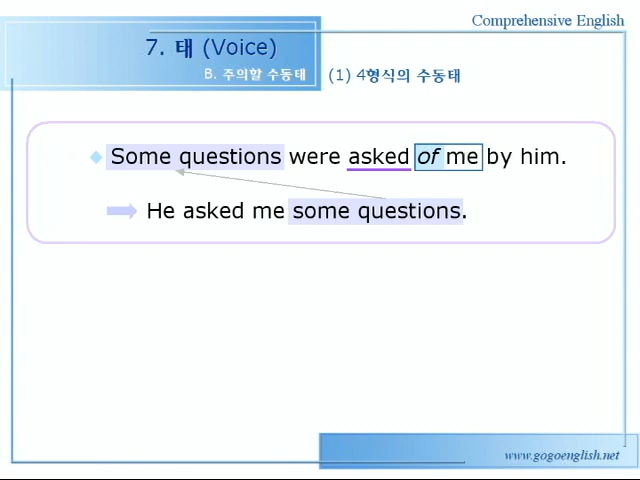 Comprehensive English
7. 태 (Voice)
B. 주의할 수동태 (1) 4형식의 수동태
Some questions were asked of me by him.
He asked me some questions.
www.gogoenglish.net